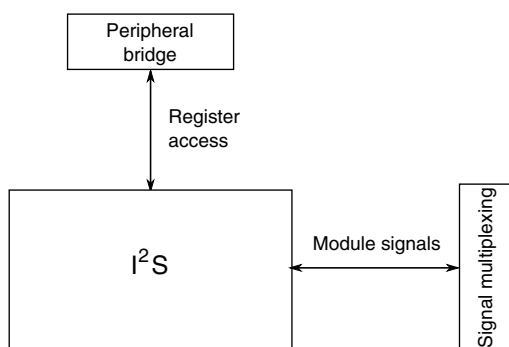 Peripheral
bridge
Register
access
I²S
Module signals
Signal multiplexing